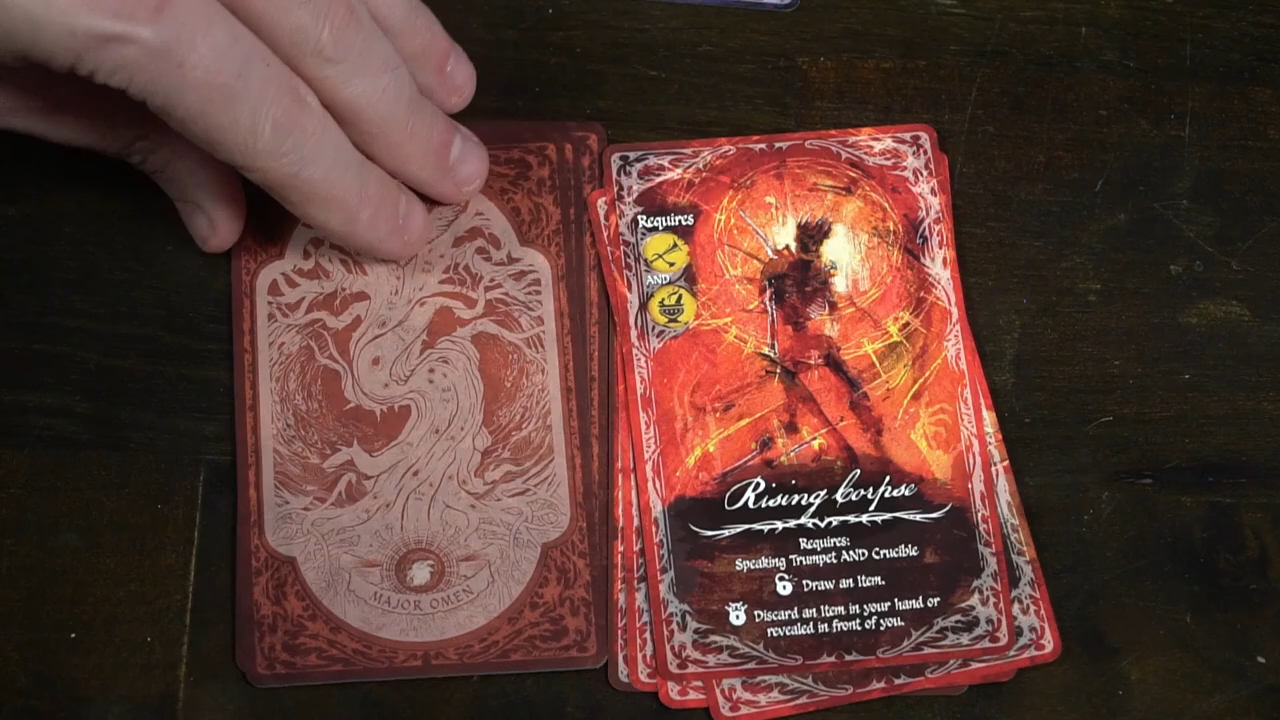 MAJOR OMEN
Requires
AND
Rising Corpse
Requires:
Speaking Trumpet AND Crucible
Draw an Item.
Discard an Item in your hand or
revealed in front of you.